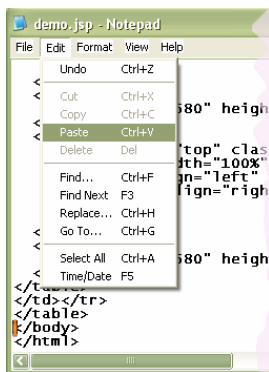 demo.jsp - Notepad
File Edit Format View Help
Undo Ctrl+Z
Cut Ctrl+X
Copy Ctrl+C
Paste Ctrl+V
Delete Del
Find... Ctrl+F
Find Next F3
Replace... Ctrl+H
Go To... Ctrl+G
Select All Ctrl+A
Time/Date F5
<
<
580" heigh
<
<
"top" clas
dth="100%"
gn="left"
lign="righ
<
<
580" heigh
<
</table>
</td></tr>
</table>
</body>
</html>